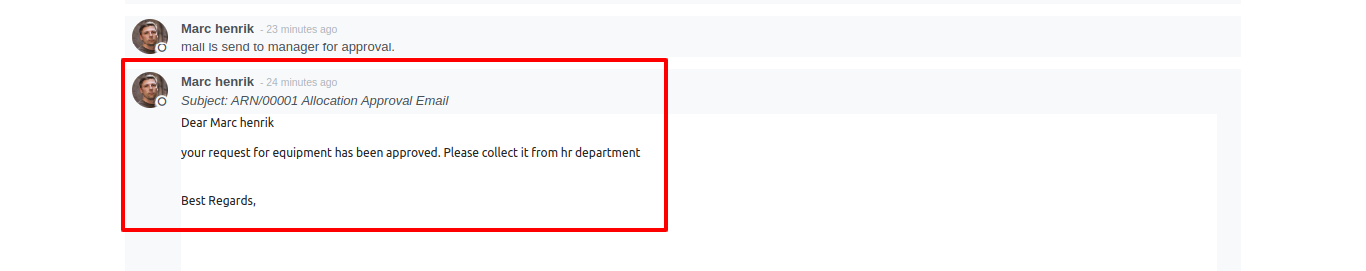 Marc henrik - 23 minutes ago
mail is send to manager for approval.
Marc henrik - 24 minutes ago
Subject: ARN/00001 Allocation Approval Email
Dear Marc henrik
your request for equipment has been approved. Please collect it from hr department
Best Regards,